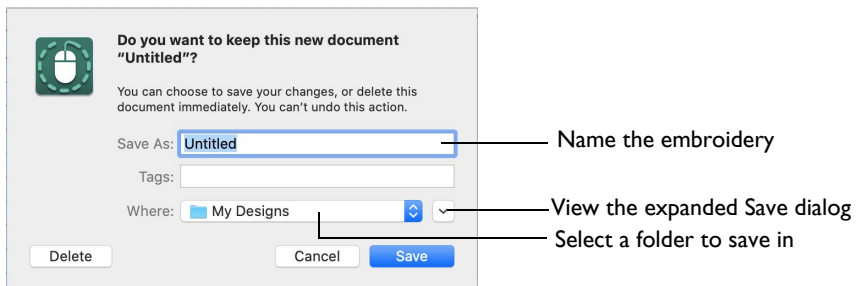 Do you want to keep this new document
“Untitled”?
You can choose to save your changes, or delete this
document immediately. You can’t undo this action.
Save As: Untitled
Name the embroidery
Tags:
Where: My Designs
View the expanded Save dialog
Select a folder to save in
Delete Cancel Save